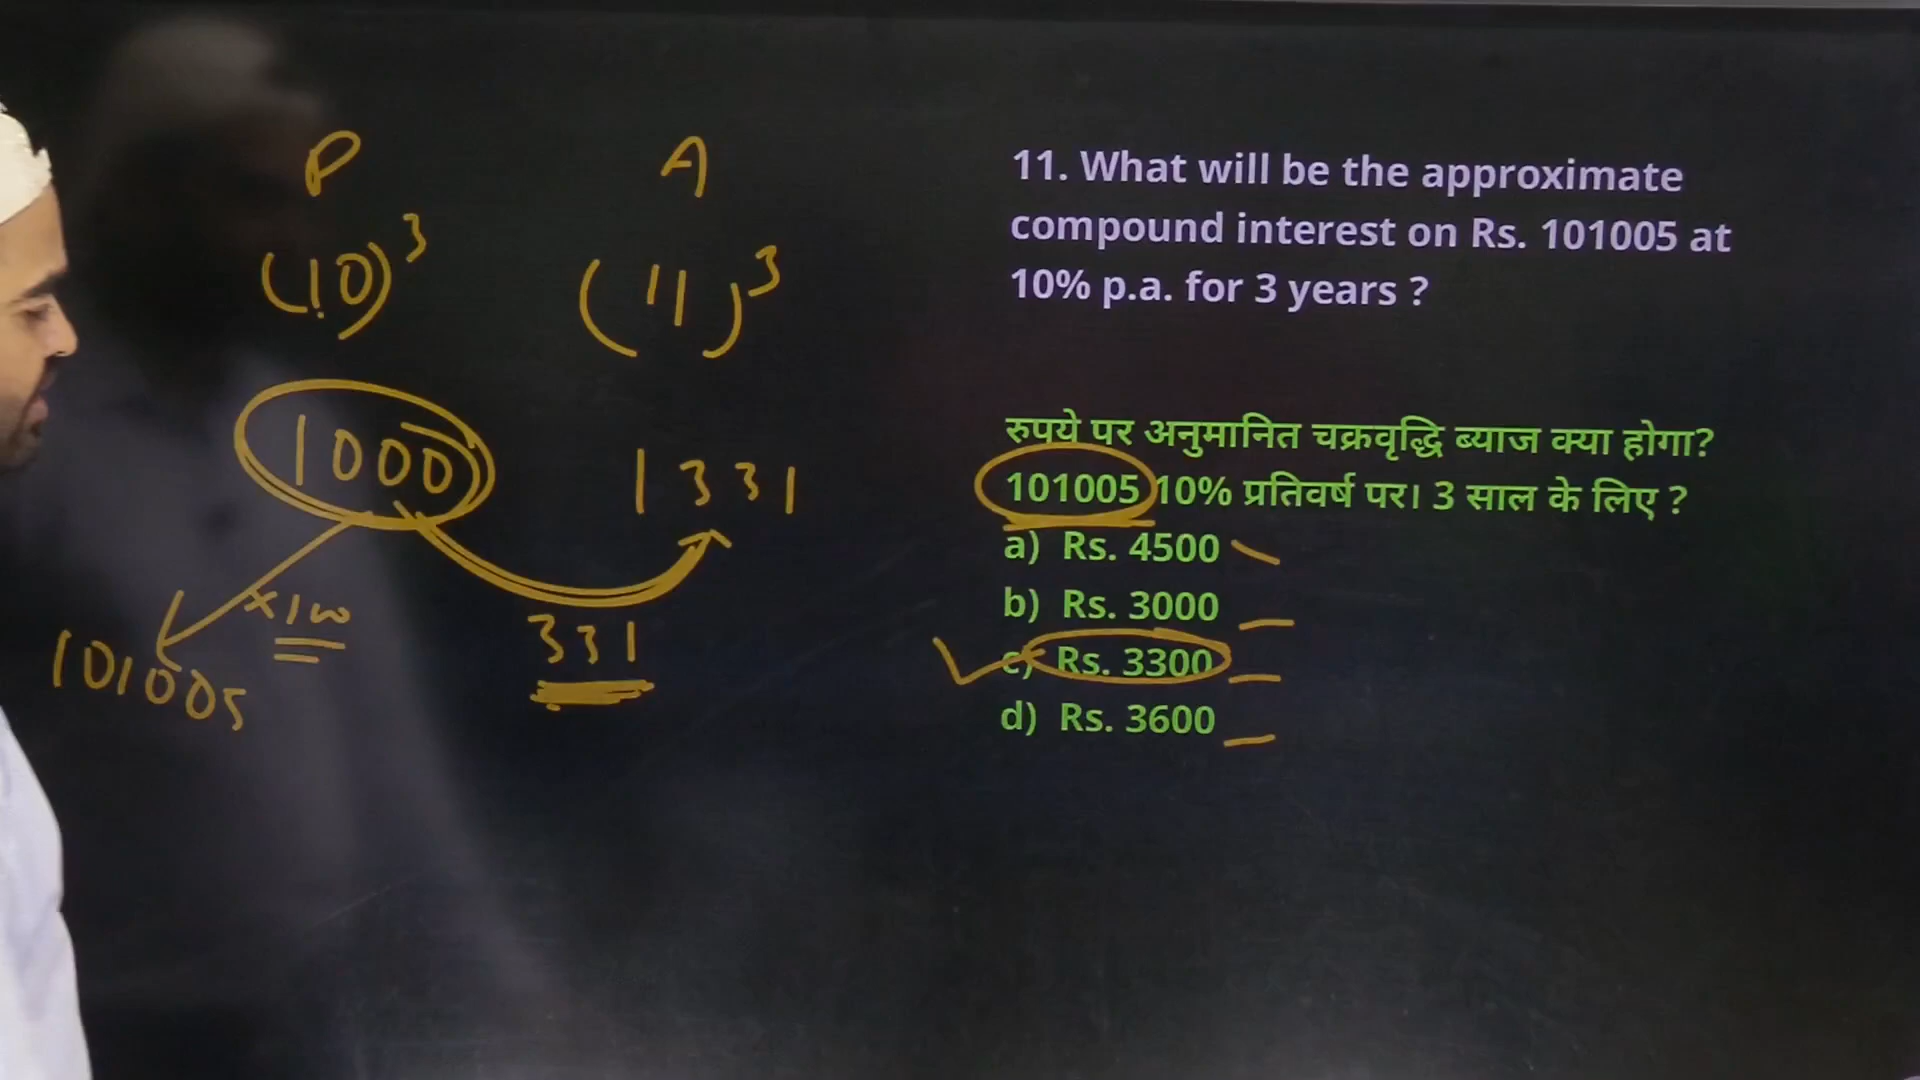 P A
(10)³ (11)³
1000 1331
×100
101005
331
11. What will be the approximate
compound interest on Rs. 101005 at
10% p.a. for 3 years ?
रुपये पर अनुमानित चक्रवृद्धि ब्याज क्या होगा?
101005 10% प्रतिवर्ष पर। 3 साल के लिए ?
a) Rs. 4500
b) Rs. 3000
c) Rs. 3300
d) Rs. 3600